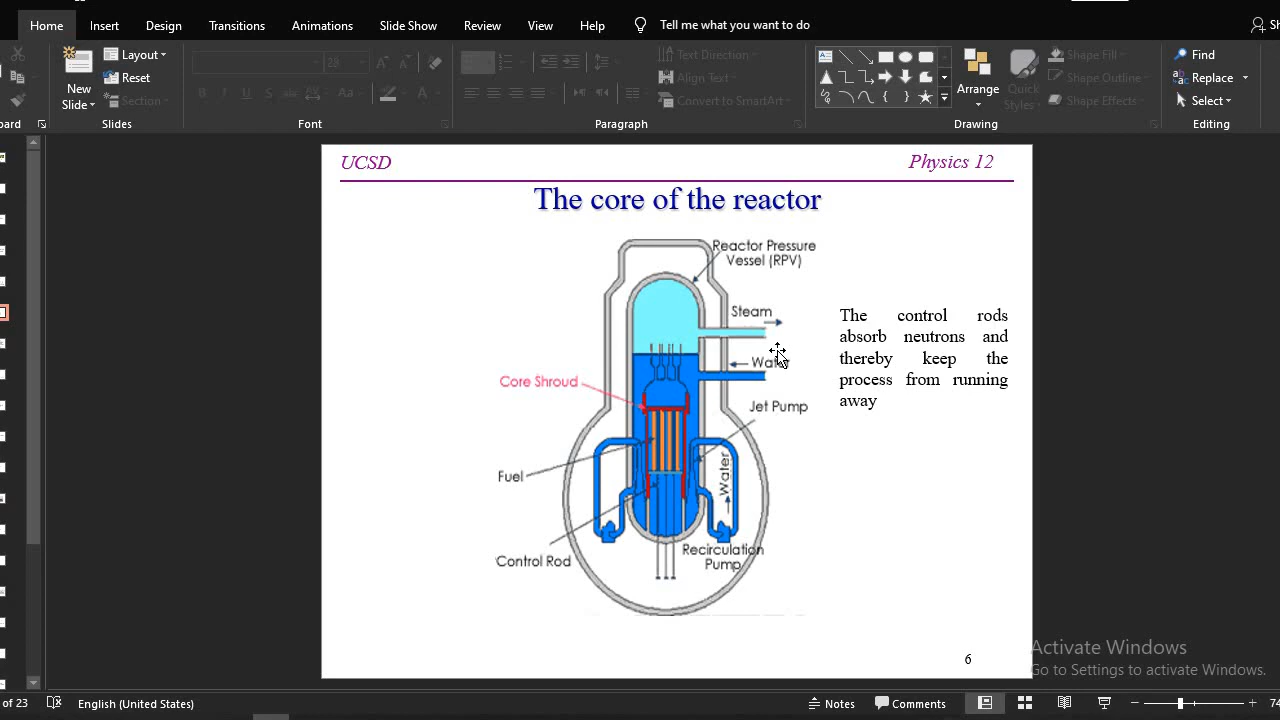 Home Insert Design Transitions Animations Slide Show Review View Help Tell me what you want to do
Layout
Reset
Section
New
Slide
Slides
28
Font
Text Direction
Align Text
Convert to SmartArt
Paragraph
Arrange
Quick
Styles
Shape Fill
Shape Outline
Shape Effects
Drawing
Find
Replace
Select
Editing
UCSD
Physics 12
The core of the reactor
Reactor Pressure
Vessel (RPV)
Steam
Water
Core Shroud
Jet Pump
Fuel
Water
Control Rod
Recirculation
Pump
The control rods
absorb neutrons and
thereby keep the
process from running
away
6
Activate Windows
Go to Settings to activate Windows.
of 23
English (United States)
Notes
Comments